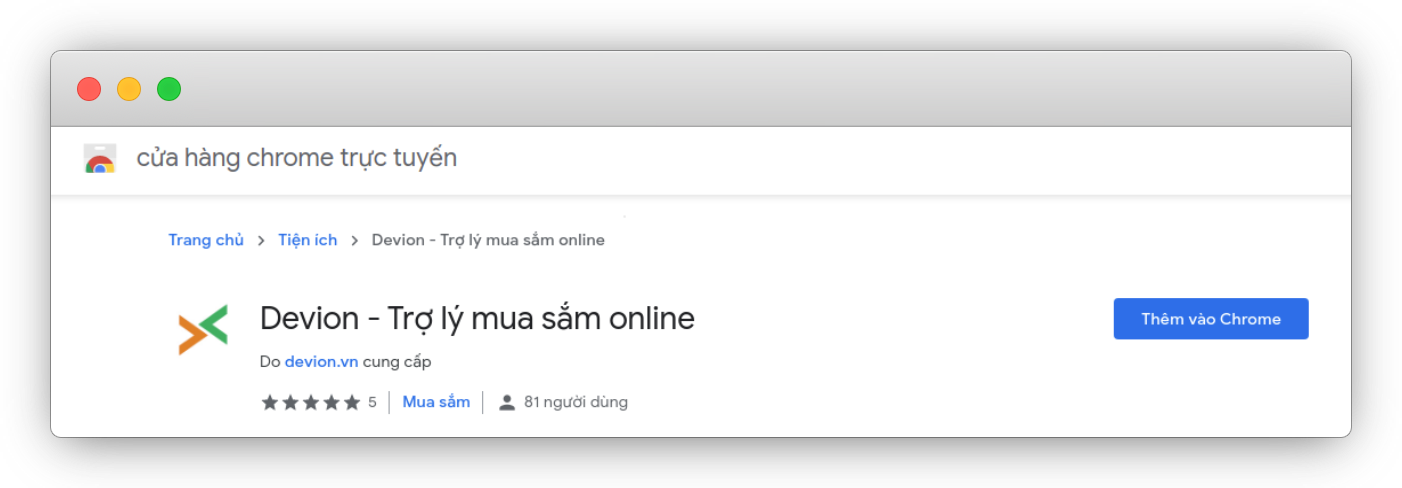 cửa hàng chrome trực tuyến
Trang chủ > Tiện ích > Devion - Trợ lý mua sắm online
Devion - Trợ lý mua sắm online
Thêm vào Chrome
Do devion.vn cung cấp
5 | Mua sắm | 81 người dùng